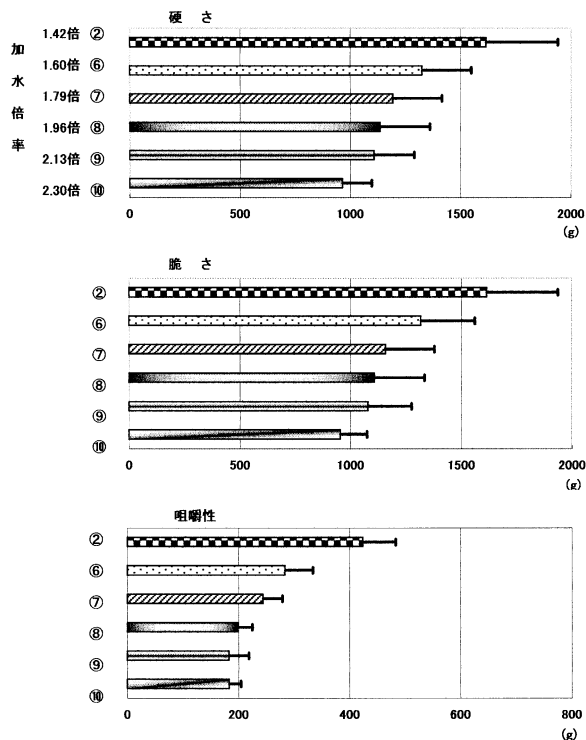 硬 さ
加水倍率
1.42倍 ②
1.60倍 ⑥
1.79倍 ⑦
1.96倍 ⑧
2.13倍 ⑨
2.30倍 ⑩
0 500 1000 1500 2000
(g)
脆 さ
②
⑥
⑦
⑧
⑨
⑩
0 500 1000 1500 2000
(g)
咀嚼性
②
⑥
⑦
⑧
⑨
⑩
0 200 400 600 800
(g)